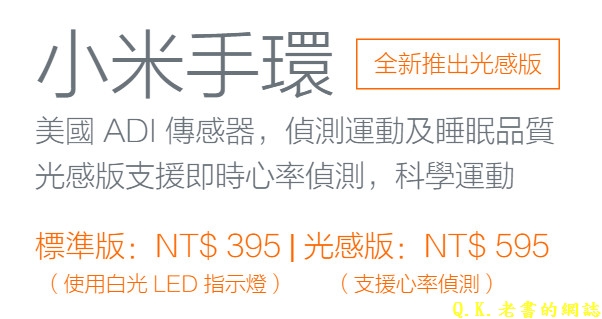 小米手環 全新推出光感版
美國 ADI 傳感器，偵測運動及睡眠品質
光感版支援即時心率偵測，科學運動
標準版：NT$ 395 | 光感版：NT$ 595
（使用白光 LED 指示燈）　（支援心率偵測）
Q.K.老書的網誌